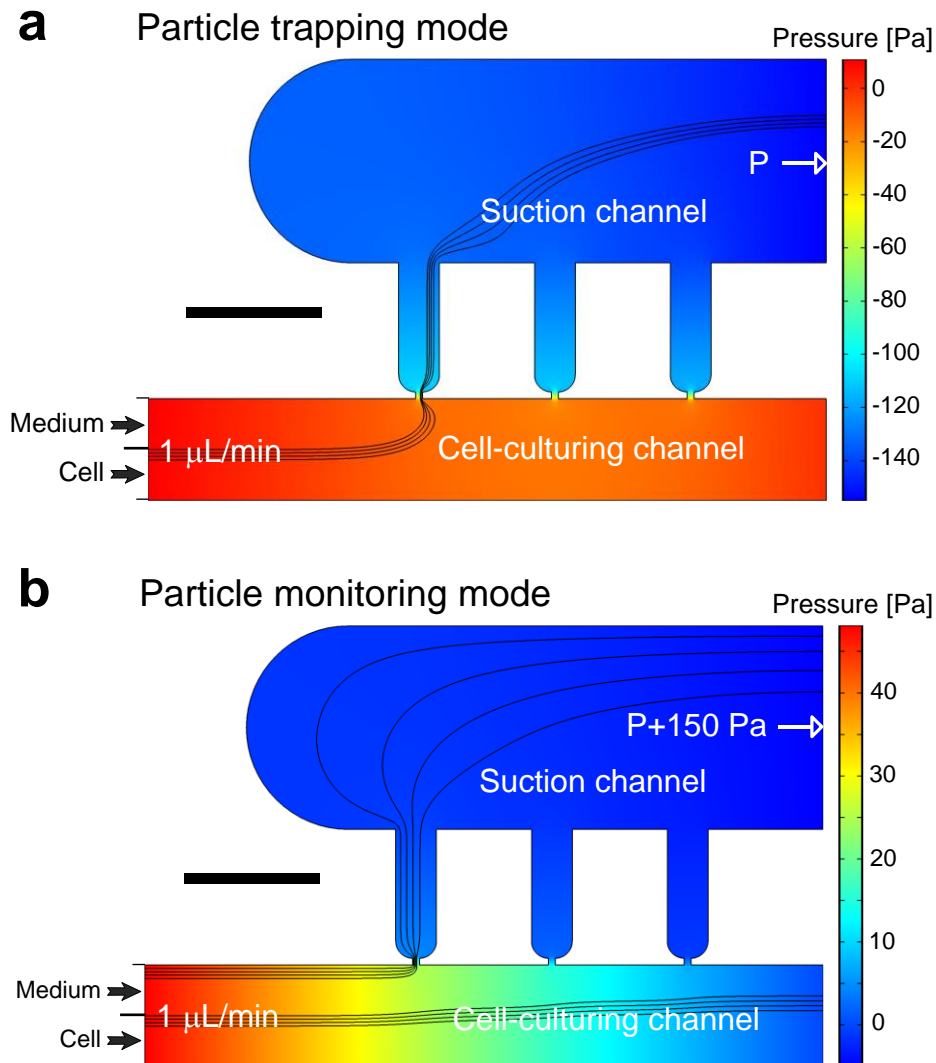 a Particle trapping mode
Pressure [Pa]
0
-20
-40
-60
-80
-100
-120
-140
P
Suction channel
Medium
1 μL/min
Cell-culturing channel
Cell
b Particle monitoring mode
Pressure [Pa]
40
30
20
10
0
P+150 Pa
Suction channel
Medium
1 μL/min
Cell-culturing channel
Cell